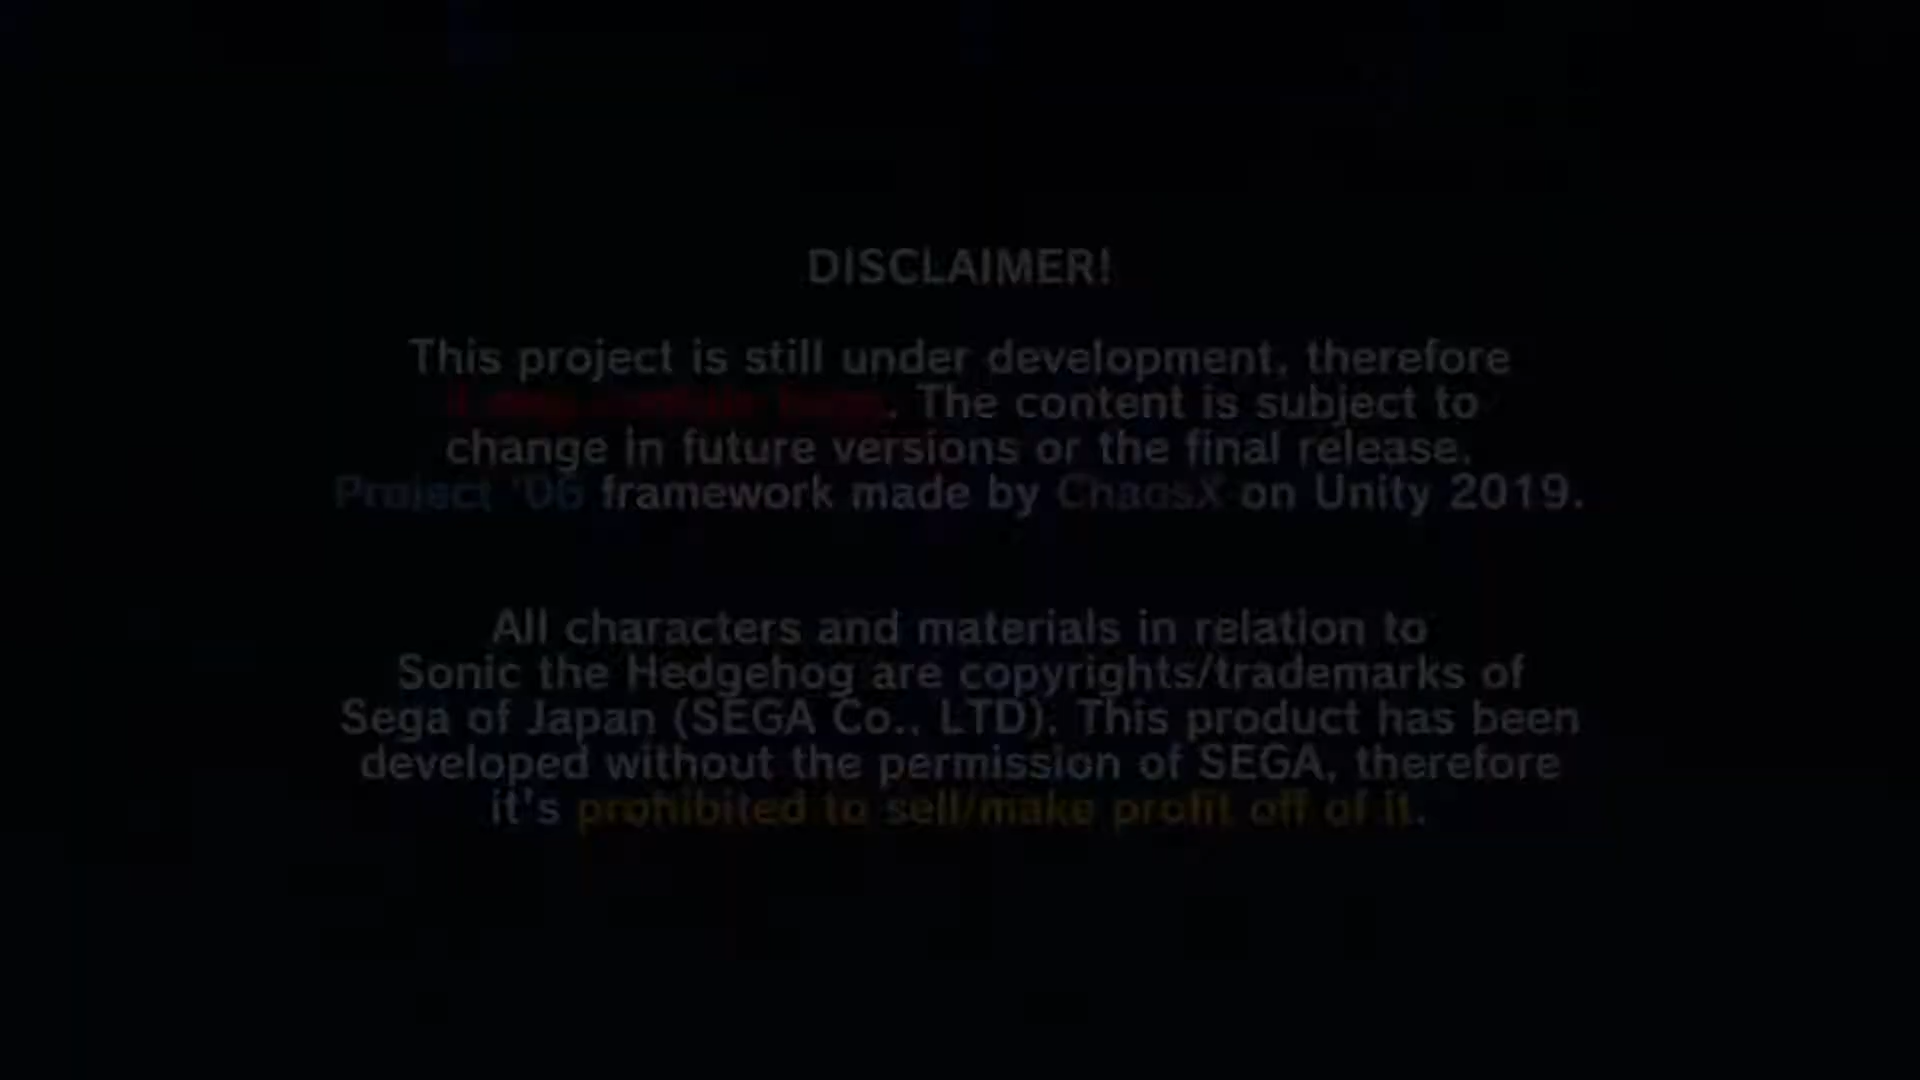 DISCLAIMER!
This project is still under development, therefore
it may contain bugs. The content is subject to
change in future versions or the final release.
Project '06 framework made by ChaosX on Unity 2019.
All characters and materials in relation to
Sonic the Hedgehog are copyrights/trademarks of
Sega of Japan (SEGA Co., LTD). This product has been
developed without the permission of SEGA, therefore
it's prohibited to sell/make profit off of it.